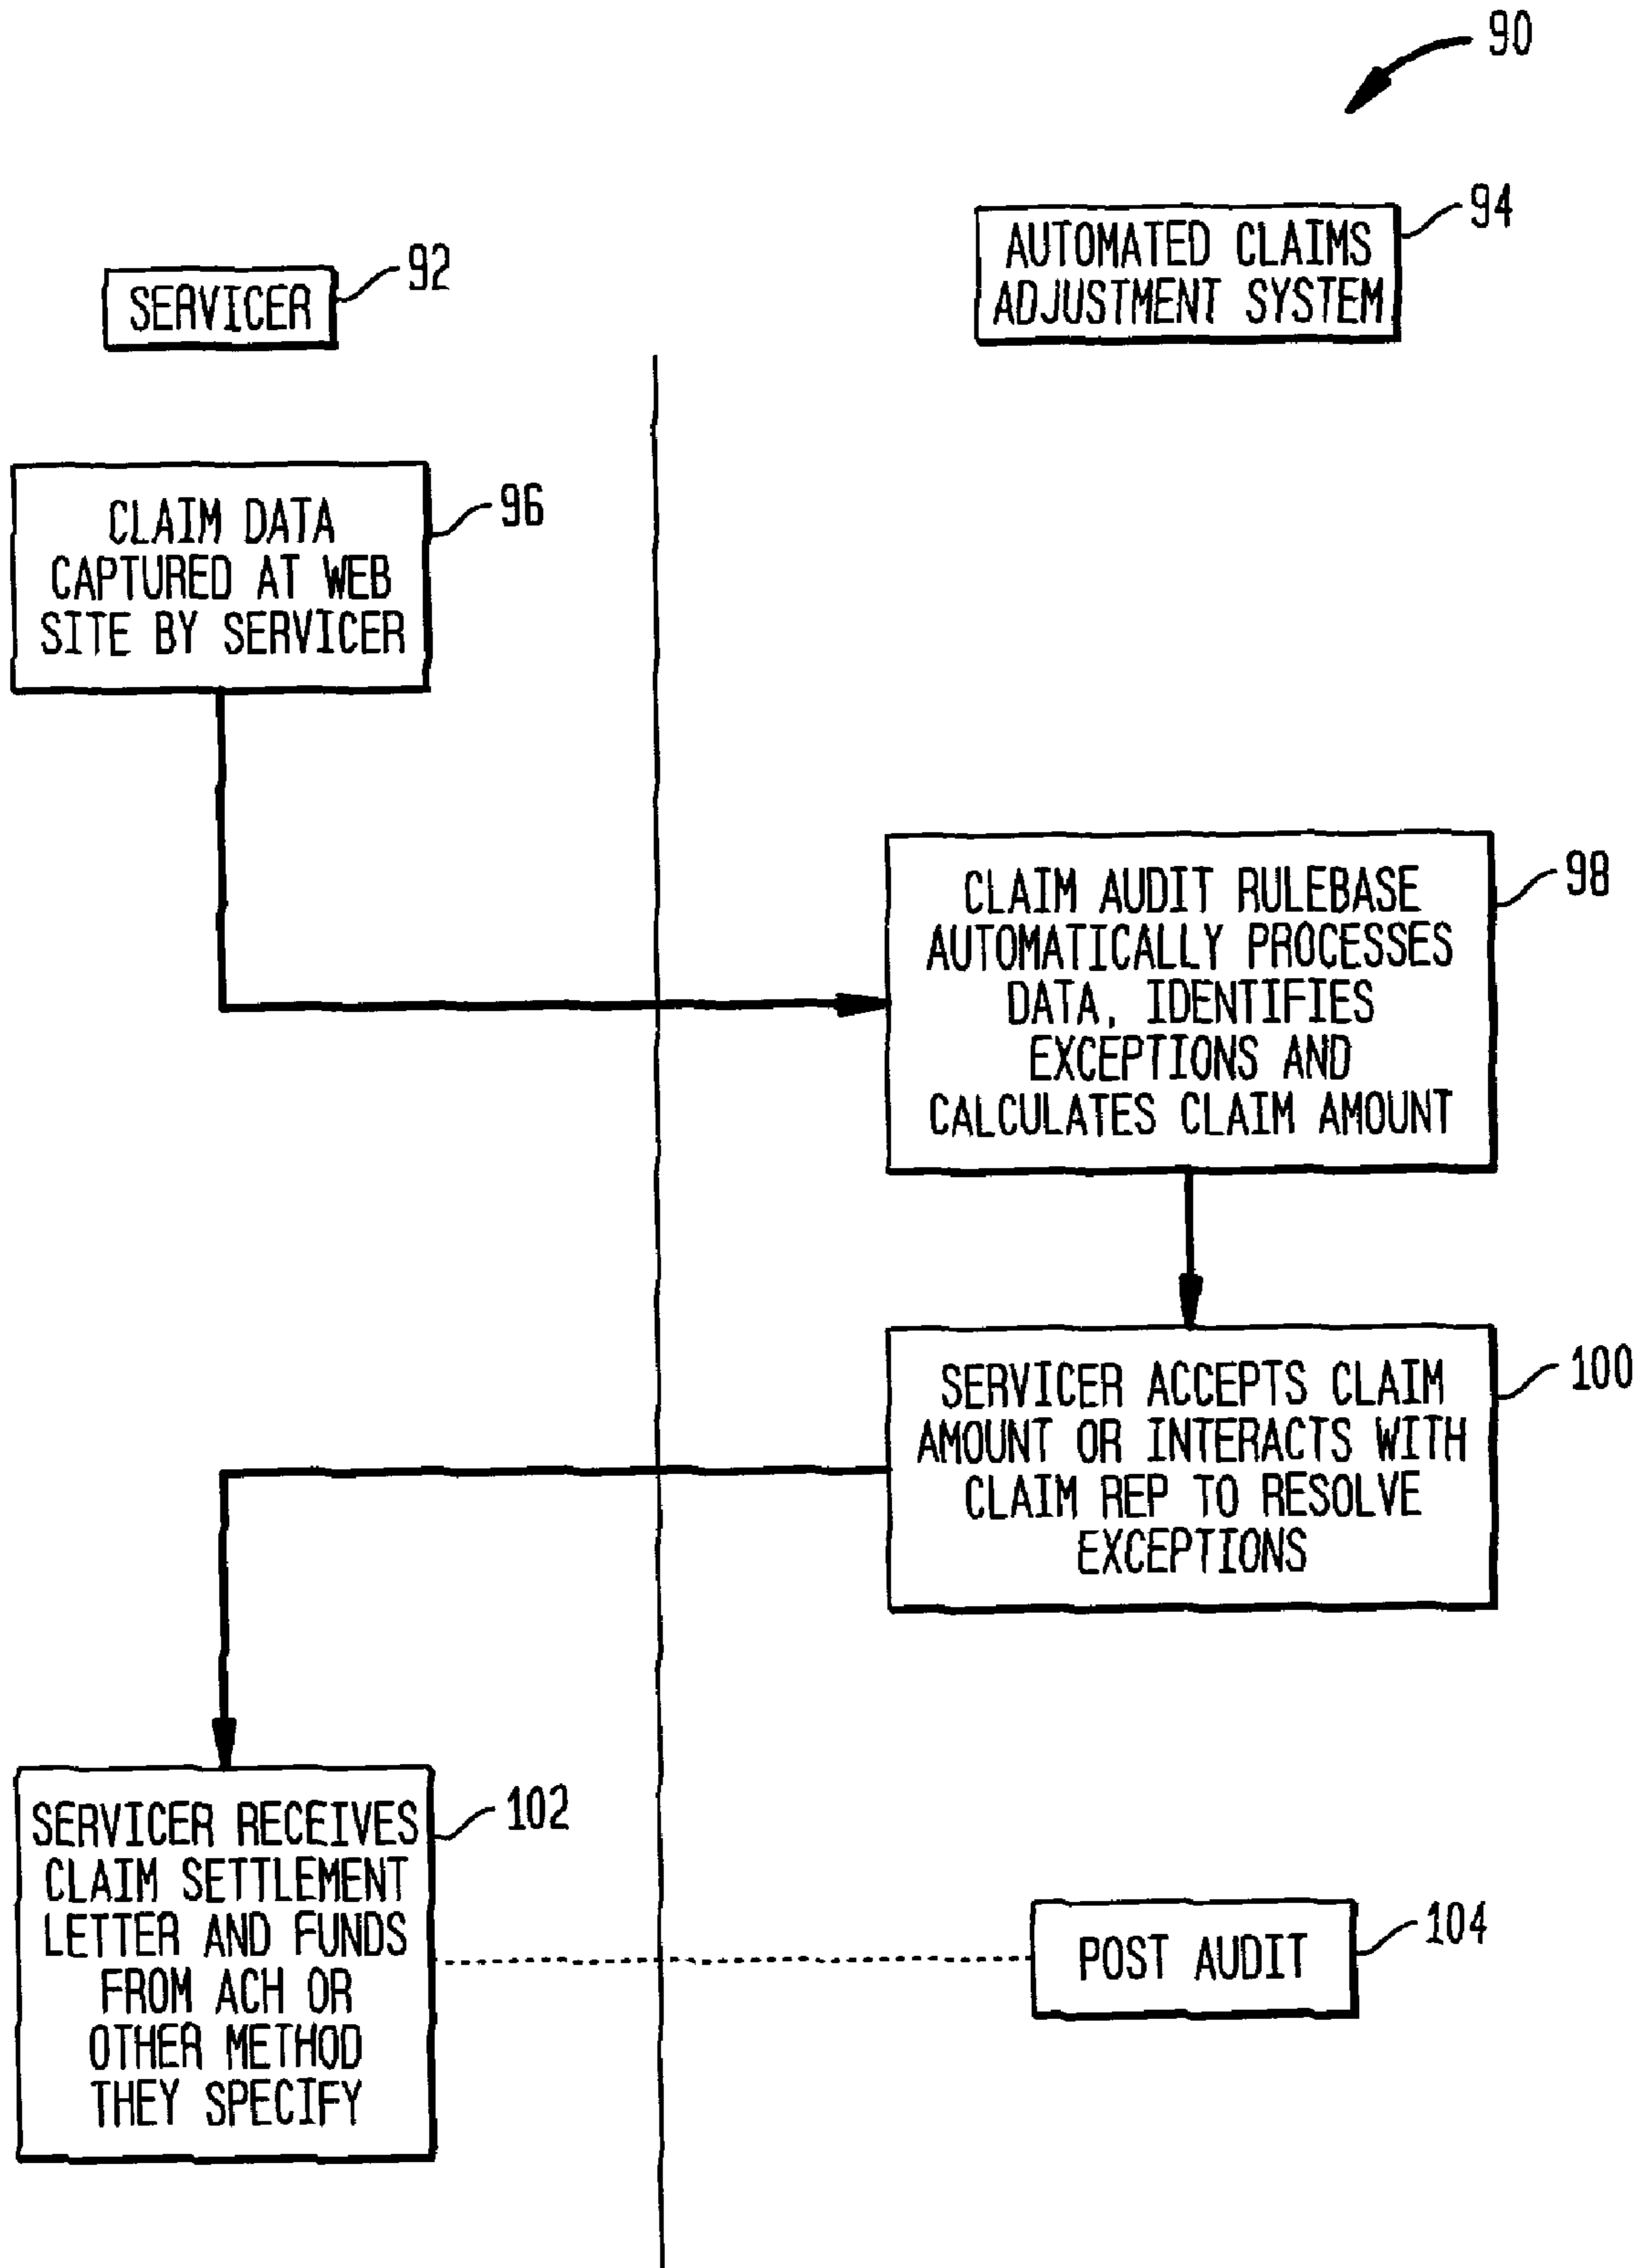 90
94
AUTOMATED CLAIMS
ADJUSTMENT SYSTEM
92
SERVICER
96
CLAIM DATA
CAPTURED AT WEB
SITE BY SERVICER
98
CLAIM AUDIT RULEBASE
AUTOMATICALLY PROCESSES
DATA, IDENTIFIES
EXCEPTIONS AND
CALCULATES CLAIM AMOUNT
100
SERVICER ACCEPTS CLAIM
AMOUNT OR INTERACTS WITH
CLAIM REP TO RESOLVE
EXCEPTIONS
102
SERVICER RECEIVES
CLAIM SETTLEMENT
LETTER AND FUNDS
FROM ACH OR
OTHER METHOD
THEY SPECIFY
104
POST AUDIT